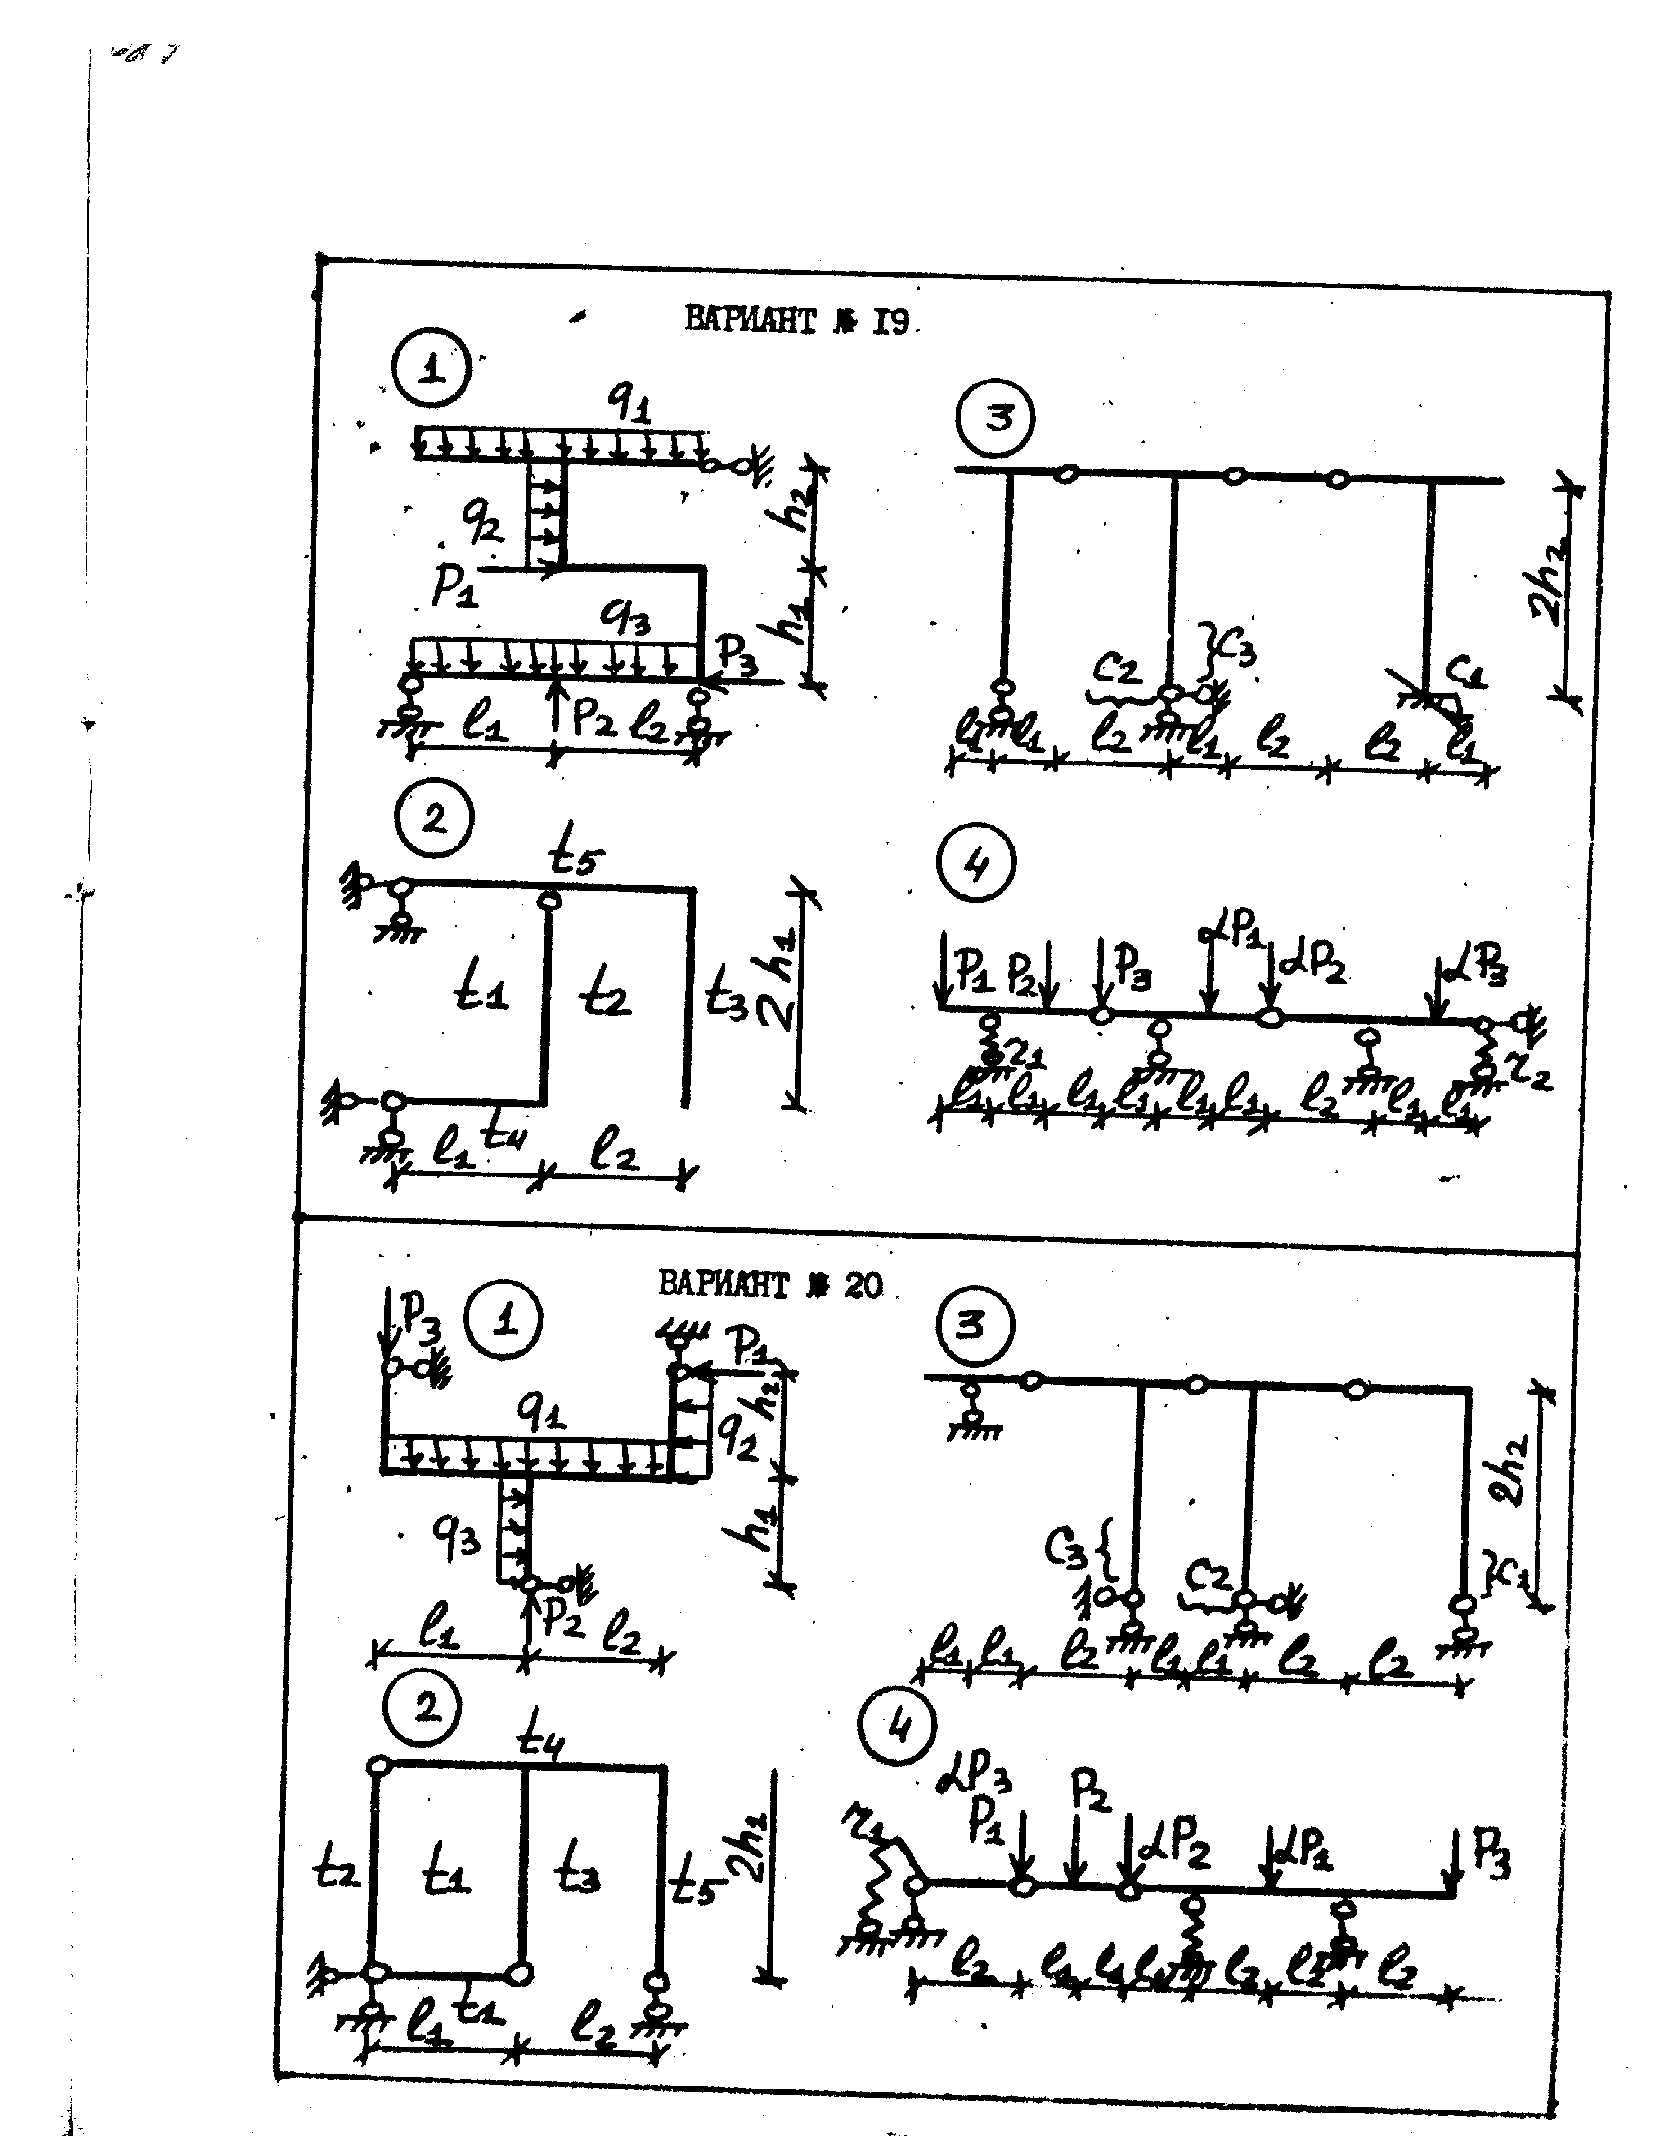 ВАРИАНТ № I9
1
q1
q2
P1
q3
P3
P2
h2
h1
l1 l2
2
t5
t1 t2 t3
t4
2h1
l1 l2
3
C2
C3
C1
2h2
l1 l1 l2 l1 l2 l2 l1
4
P1 P2 P3 αP1 αP2 αP3
r1 r2
l1 l1 l1 l1 l1 l1 l2 l1 l1
ВАРИАНТ № 20
1
P3
P1
q1
q2
q3
P2
h2
h1
l1 l2
2
t4
t2 t1 t3 t5
t1
2h1
l1 l2
3
C3
C2
C1
2h2
l1 l1 l2 l1 l1 l2 l2
4
αP3
P1 P2 αP2 αP1 P3
r1
l2 l1 l1 l1 l2 l2 l2